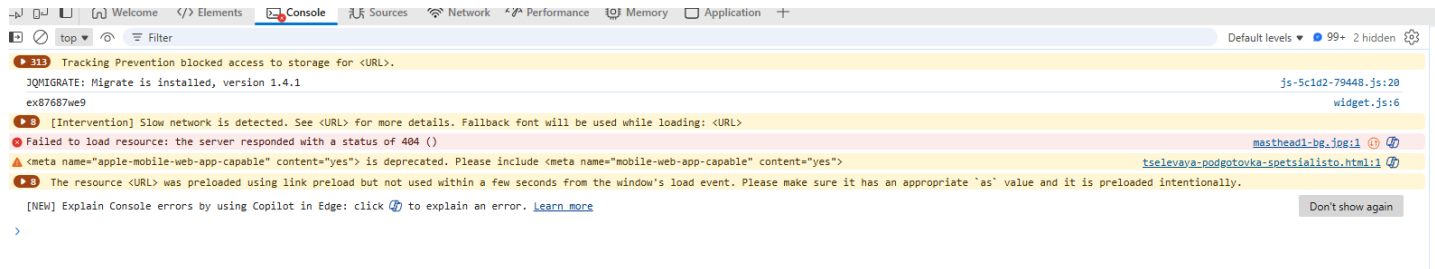 Welcome </> Elements Console Sources Network Performance Memory Application
top ▼ Filter Default levels ▼ 99+ 2 hidden
313 Tracking Prevention blocked access to storage for <URL>.
JQMIGRATE: Migrate is installed, version 1.4.1 js-5c1d2-79448.js:20
ex87687we9 widget.js:6
8 [Intervention] Slow network is detected. See <URL> for more details. Fallback font will be used while loading: <URL>
Failed to load resource: the server responded with a status of 404 () masthead1-bg.jpg:1
<meta name="apple-mobile-web-app-capable" content="yes"> is deprecated. Please include <meta name="mobile-web-app-capable" content="yes"> tselevaya-podgotovka-spetsialisto.html:1
8 The resource <URL> was preloaded using link preload but not used within a few seconds from the window's load event. Please make sure it has an appropriate `as` value and it is preloaded intentionally.
[NEW] Explain Console errors by using Copilot in Edge: click to explain an error. Learn more Don't show again